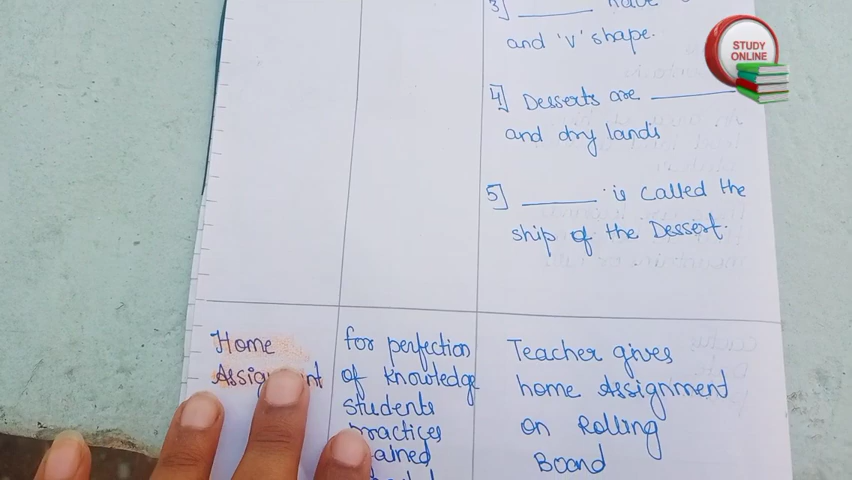 3] ______ have
and 'V' shape.
4] Desserts are ______
and dry lands
5] ______ is called the
ship of the Dessert.
Home
Assignment
for perfection
of knowledge
students
practices
Teacher gives
home Assignment
on Rolling
Board
STUDY
ONLINE